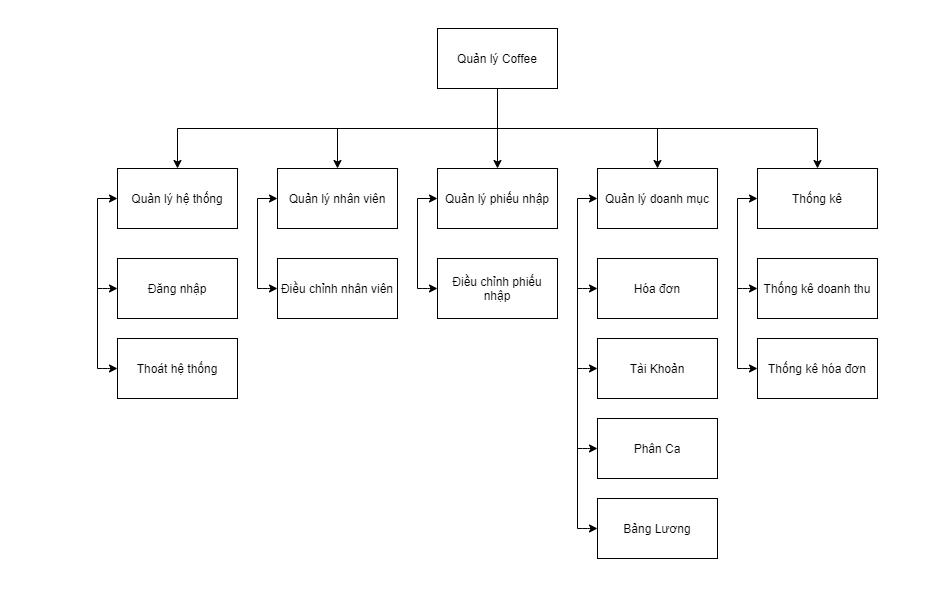 Quản lý Coffee
Quản lý hệ thống
Quản lý nhân viên
Quản lý phiếu nhập
Quản lý doanh mục
Thống kê
Đăng nhập
Điều chỉnh nhân viên
Điều chỉnh phiếu
nhập
Hóa đơn
Thống kê doanh thu
Thoát hệ thống
Tài Khoản
Thống kê hóa đơn
Phân Ca
Bảng Lương